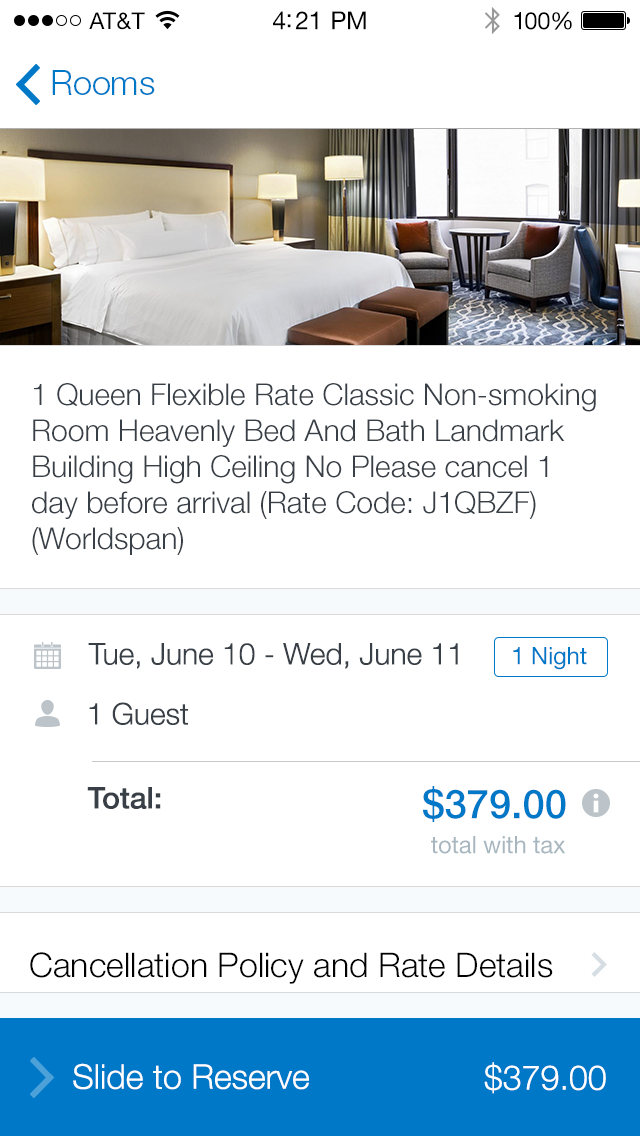 AT&T 4:21 PM 100%
Rooms
1 Queen Flexible Rate Classic Non-smoking
Room Heavenly Bed And Bath Landmark
Building High Ceiling No Please cancel 1
day before arrival (Rate Code: J1QBZF)
(Worldspan)
Tue, June 10 - Wed, June 11 1 Night
1 Guest
Total: $379.00
total with tax
Cancellation Policy and Rate Details
Slide to Reserve $379.00